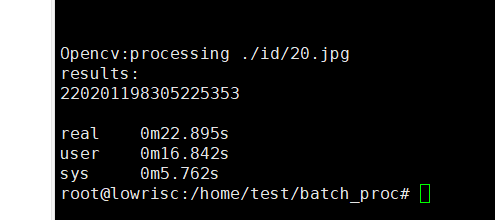 Opencv:processing ./id/20.jpg
results:
220201198305225353
real    0m22.895s
user    0m16.842s
sys     0m5.762s
root@lowrisc:/home/test/batch_proc#